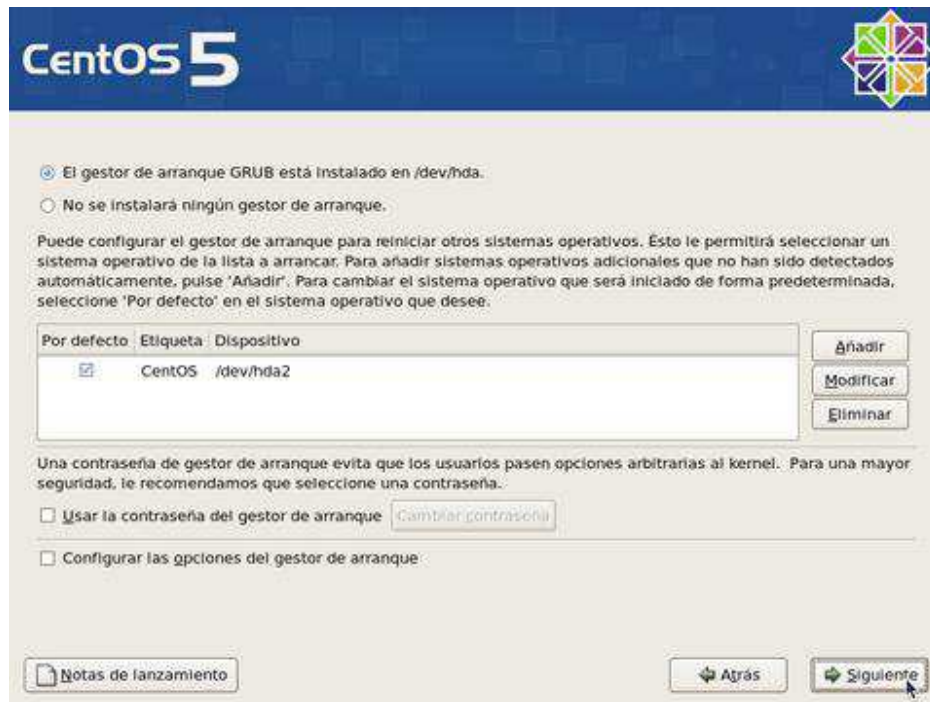 CentOS 5
El gestor de arranque GRUB está instalado en /dev/hda.
No se instalará ningún gestor de arranque.
Puede configurar el gestor de arranque para reiniciar otros sistemas operativos. Esto le permitirá seleccionar un
sistema operativo de la lista a arrancar. Para añadir sistemas operativos adicionales que no han sido detectados
automáticamente, pulse 'Añadir'. Para cambiar el sistema operativo que será iniciado de forma predeterminada,
seleccione 'Por defecto' en el sistema operativo que desee.
Por defecto Etiqueta Dispositivo
CentOS /dev/hda2
Añadir
Modificar
Eliminar
Una contraseña de gestor de arranque evita que los usuarios pasen opciones arbitrarias al kernel. Para una mayor
seguridad, le recomendamos que seleccione una contraseña.
Usar la contraseña del gestor de arranque Cambiar contraseña
Configurar las opciones del gestor de arranque
Notas de lanzamiento Atrás Siguiente